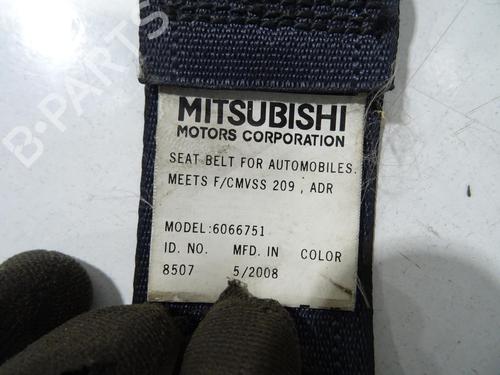 B-PARTS
MITSUBISHI
MOTORS CORPORATION
SEAT BELT FOR AUTOMOBILES.
MEETS F/CMVSS 209 , ADR
MODEL:6066751
ID. NO. MFD. IN COLOR
8507 5/2008